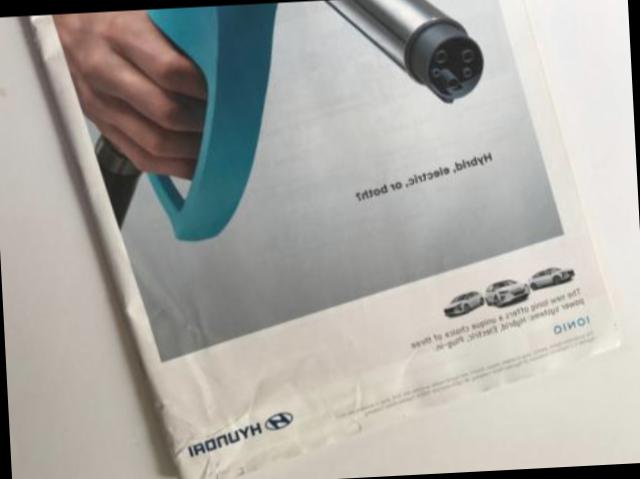 Hybrid, electric, or both?
The new Ioniq offers a unique choice of three
power systems: Hybrid, Electric, Plug-in.
IONIQ
HYUNDAI